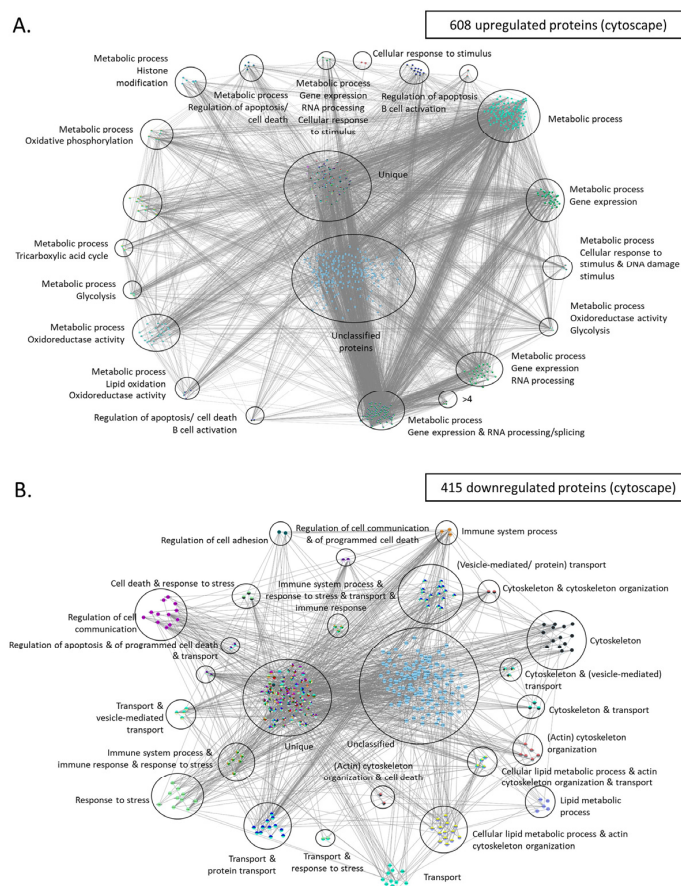 A.
608 upregulated proteins (cytoscape)
Cellular response to stimulus
Metabolic process
Histone
modification
Metabolic process
Regulation of apoptosis/
cell death
Metabolic process
Gene expression
RNA processing
Cellular response
to stimulus
Regulation of apoptosis
B cell activation
Metabolic process
Metabolic process
Oxidative phosphorylation
Unique
Metabolic process
Gene expression
Metabolic process
Tricarboxylic acid cycle
Metabolic process
Cellular response to
stimulus & DNA damage
stimulus
Metabolic process
Glycolysis
Metabolic process
Oxidoreductase activity
Unclassified
proteins
Metabolic process
Oxidoreductase activity
Glycolysis
Metabolic process
Lipid oxidation
Oxidoreductase activity
Metabolic process
Gene expression
RNA processing
>4
Regulation of apoptosis/ cell death
B cell activation
Metabolic process
Gene expression & RNA processing/splicing
B.
415 downregulated proteins (cytoscape)
Regulation of cell adhesion
Regulation of cell communication
& of programmed cell death
Immune system process
(Vesicle-mediated/ protein) transport
Cell death & response to stress
Immune system process &
response to stress & transport &
immune response
Cytoskeleton & cytoskeleton organization
Regulation of cell
communication
Cytoskeleton
Regulation of apoptosis & of programmed cell death
& transport
Cytoskeleton & (vesicle-mediated)
transport
Transport &
vesicle-mediated
transport
Cytoskeleton & transport
Unique
Unclassified
(Actin) cytoskeleton
organization
Immune system process &
immune response & response to stress
(Actin) cytoskeleton
organization & cell death
Cellular lipid metabolic process & actin
cytoskeleton organization & transport
Response to stress
Lipid metabolic
process
Transport &
protein transport
Transport &
response to stress
Transport
Cellular lipid metabolic process & actin
cytoskeleton organization